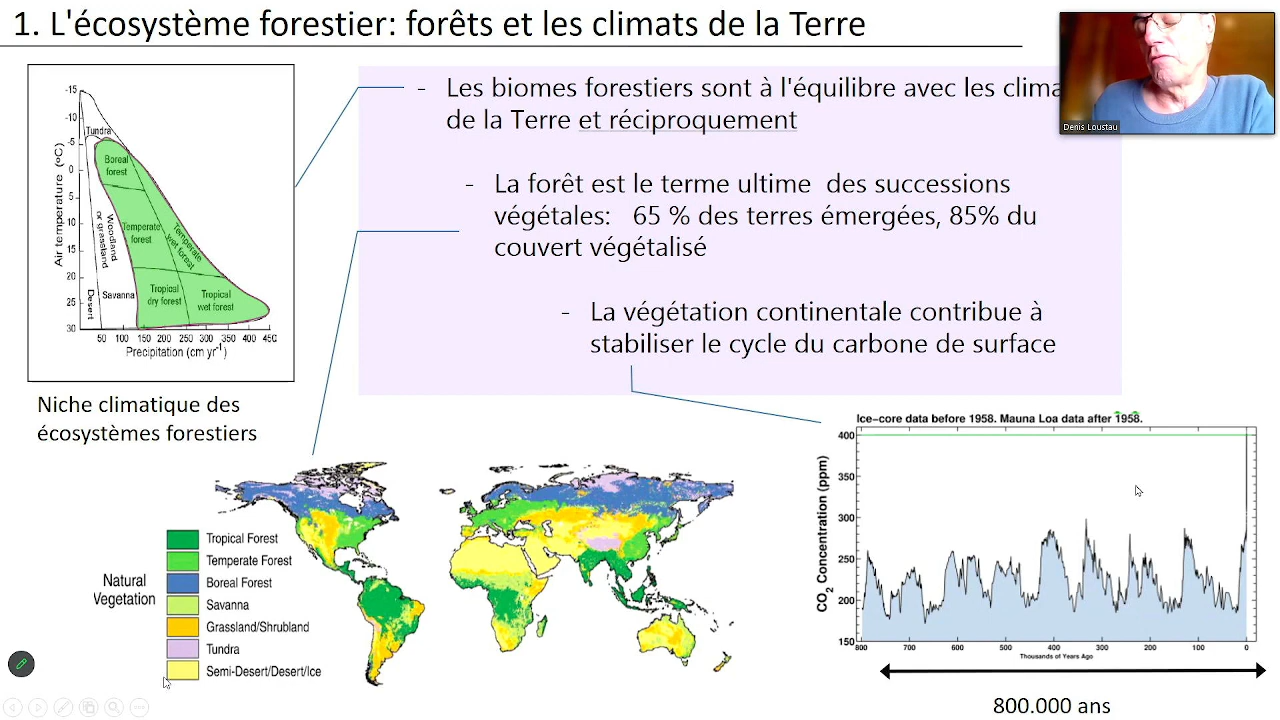 1. L'écosystème forestier: forêts et les climats de la Terre
Denis Loustau
- Les biomes forestiers sont à l'équilibre avec les clima
de la Terre et réciproquement
- La forêt est le terme ultime des successions
végétales: 65 % des terres émergées, 85% du
couvert végétalisé
- La végétation continentale contribue à
stabiliser le cycle du carbone de surface
Air temperature (ºC)
-15
-10
-5
0
5
10
15
20
25
30
Tundra
Boreal
forest
Woodland
or grassland
Temperate
forest
Temperate
wet forest
Desert
Savanna
Tropical
dry forest
Tropical
wet forest
50 100 150 200 250 300 350 400 450
Precipitation (cm yr⁻¹)
Niche climatique des
écosystèmes forestiers
Natural
Vegetation
Tropical Forest
Temperate Forest
Boreal Forest
Savanna
Grassland/Shrubland
Tundra
Semi-Desert/Desert/Ice
Ice-core data before 1958. Mauna Loa data after 1958.
CO₂ Concentration (ppm)
400
350
300
250
200
150
800 700 600 500 400 300 200 100 0
Thousands of Years Ago
800.000 ans